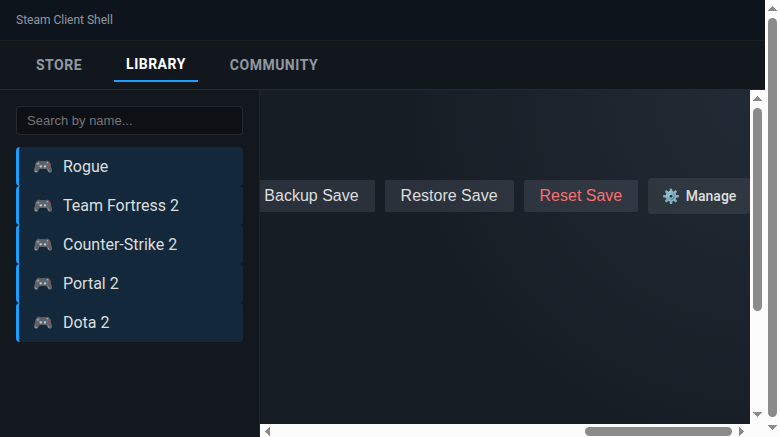 Steam Client Shell
STORE LIBRARY COMMUNITY
Search by name...
Rogue
Team Fortress 2
Counter-Strike 2
Portal 2
Dota 2
Backup Save Restore Save Reset Save Manage